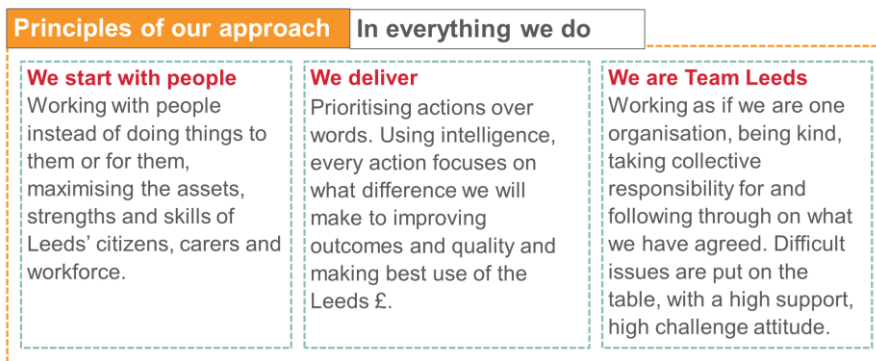 Principles of our approach
In everything we do
We start with people
Working with people
instead of doing things to
them or for them,
maximising the assets,
strengths and skills of
Leeds’ citizens, carers and
workforce.
We deliver
Prioritising actions over
words. Using intelligence,
every action focuses on
what difference we will
make to improving
outcomes and quality and
making best use of the
Leeds £.
We are Team Leeds
Working as if we are one
organisation, being kind,
taking collective
responsibility for and
following through on what
we have agreed. Difficult
issues are put on the
table, with a high support,
high challenge attitude.